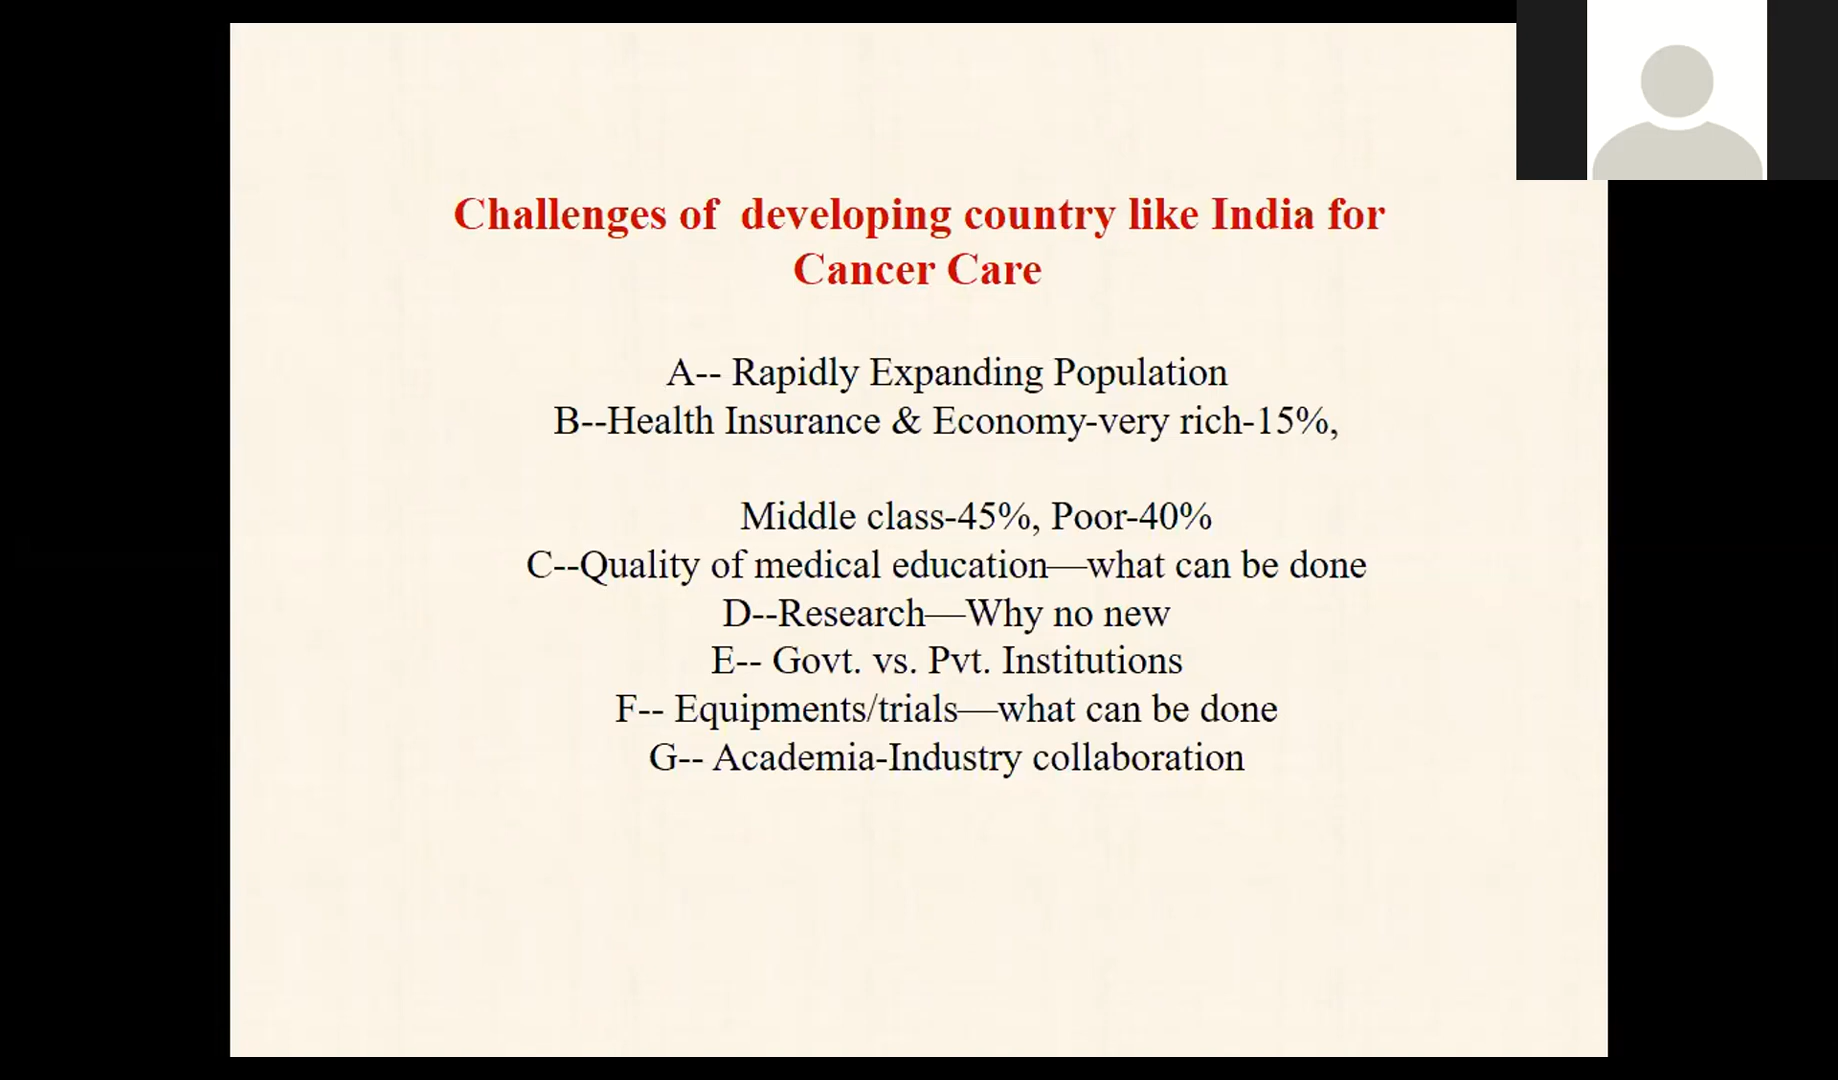 Challenges of developing country like India for
Cancer Care
A-- Rapidly Expanding Population
B--Health Insurance & Economy-very rich-15%,
Middle class-45%, Poor-40%
C--Quality of medical education—what can be done
D--Research—Why no new
E-- Govt. vs. Pvt. Institutions
F-- Equipments/trials—what can be done
G-- Academia-Industry collaboration